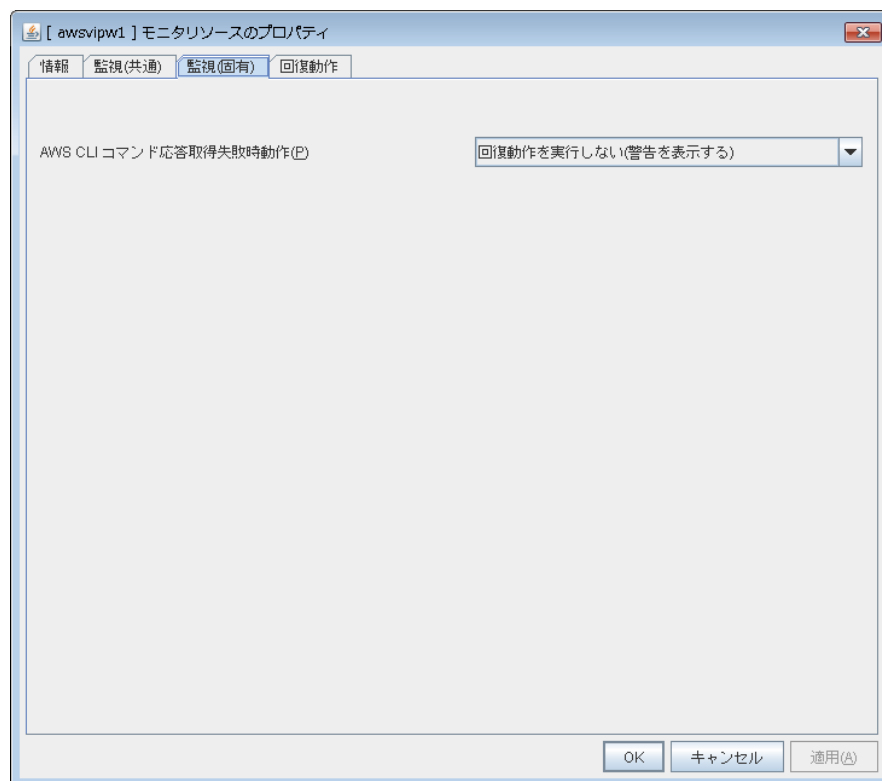 [ awsvipw1 ] モニタリソースのプロパティ
情報 監視(共通) 監視(固有) 回復動作
AWS CLI コマンド応答取得失敗時動作(P) 回復動作を実行しない(警告を表示する)
OK キャンセル 適用(A)